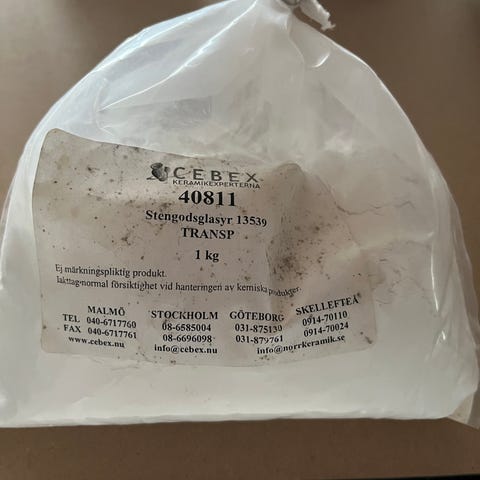 CEBEX
KERAMIKEXPERTERNA
40811
Stengodsglasyr 13539
TRANSP
1 kg
Ej märkningspliktig produkt.
Iakttag normal försiktighet vid hanteringen av kemiska produkter.
MALMÖ STOCKHOLM GÖTEBORG SKELLEFTEÅ
TEL 040-6717760 08-6585004 031-875130 0914-70110
FAX 040-6717761 08-6696098 031-879761 0914-70024
www.cebex.nu info@cebex.nu info@norrkeramik.se